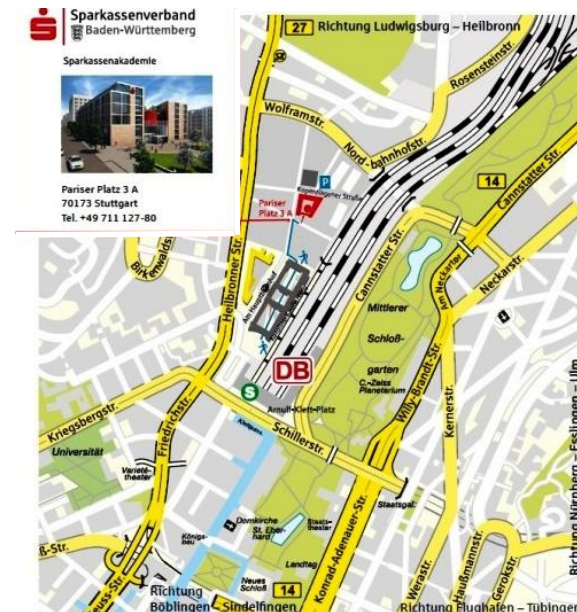 Sparkassenverband
Baden-Württemberg
Sparkassenakademie
Pariser Platz 3 A
70173 Stuttgart
Tel. +49 711 127-80
27 Richtung Ludwigsburg – Heilbronn
Rosensteinstr.
Wolframstr.
Nord-bahnhofstr.
P
Kopenhagener Straße
Pariser
Platz 3 A
14
Cannstatter Str.
Cannstatter Str.
Heilbronner Str.
Am Neckartor
Neckarstr.
Mittlerer
Schloß-
garten
C.-Zeiss
Planetarium
DB
S
Arnulf-Klett-Platz
Willy-Brandt-Str.
Kernerstr.
Kriegsbergstr.
Friedrichstr.
Schillerstr.
Universität
Varieté-
theater
Königs-
bau
Domkirche
St. Eber-
hard
Staats-
theater
Staatsgal.
Landtag
Neues
Schloß
Konrad-Adenauer-Str.
Werastr.
Haußmannstr.
Gerokstr.
Richtung Nürnberg – Esslingen – Ulm
14
Richtung
Böblingen – Sindelfingen
Richtung Flughafen – Tübingen